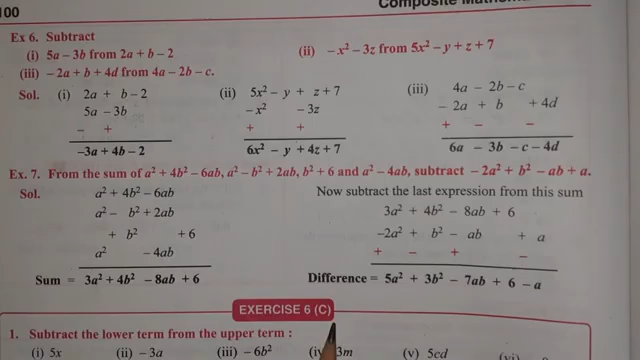 100
Composite Mathem
Ex 6. Subtract
(i) 5a – 3b from 2a + b – 2
(ii) – x² – 3z from 5x² – y + z + 7
(iii) – 2a + b + 4d from 4a – 2b – c.
Sol. (i) 2a + b – 2 (ii) 5x² – y + z + 7 (iii) 4a – 2b – c
5a – 3b –x² – 3z – 2a + b + 4d
– + + + + – –
–3a + 4b – 2 6x² – y + 4z + 7 6a – 3b – c – 4d
Ex. 7. From the sum of a² + 4b² – 6ab, a² – b² + 2ab, b² + 6 and a² – 4ab, subtract – 2a² + b² – ab + a.
Sol. a² + 4b² – 6ab Now subtract the last expression from this sum
a² – b² + 2ab 3a² + 4b² – 8ab + 6
+ b² + 6 –2a² + b² – ab + a
a² – 4ab + – + –
Sum = 3a² + 4b² – 8ab + 6 Difference = 5a² + 3b² – 7ab + 6 – a
EXERCISE 6 (C)
1. Subtract the lower term from the upper term :
(i) 5x (ii) – 3a (iii) – 6b² (iv 3m (v) 5cd (vi)